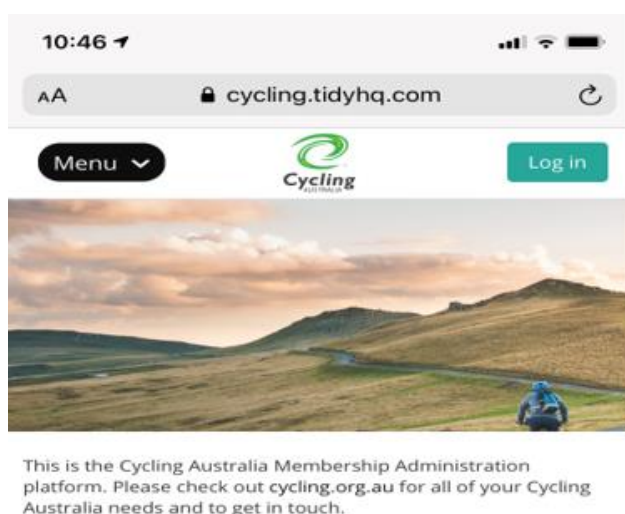 10:46
AA cycling.tidyhq.com
Menu
Cycling
AUSTRALIA
Log in
This is the Cycling Australia Membership Administration
platform. Please check out cycling.org.au for all of your Cycling
Australia needs and to get in touch.